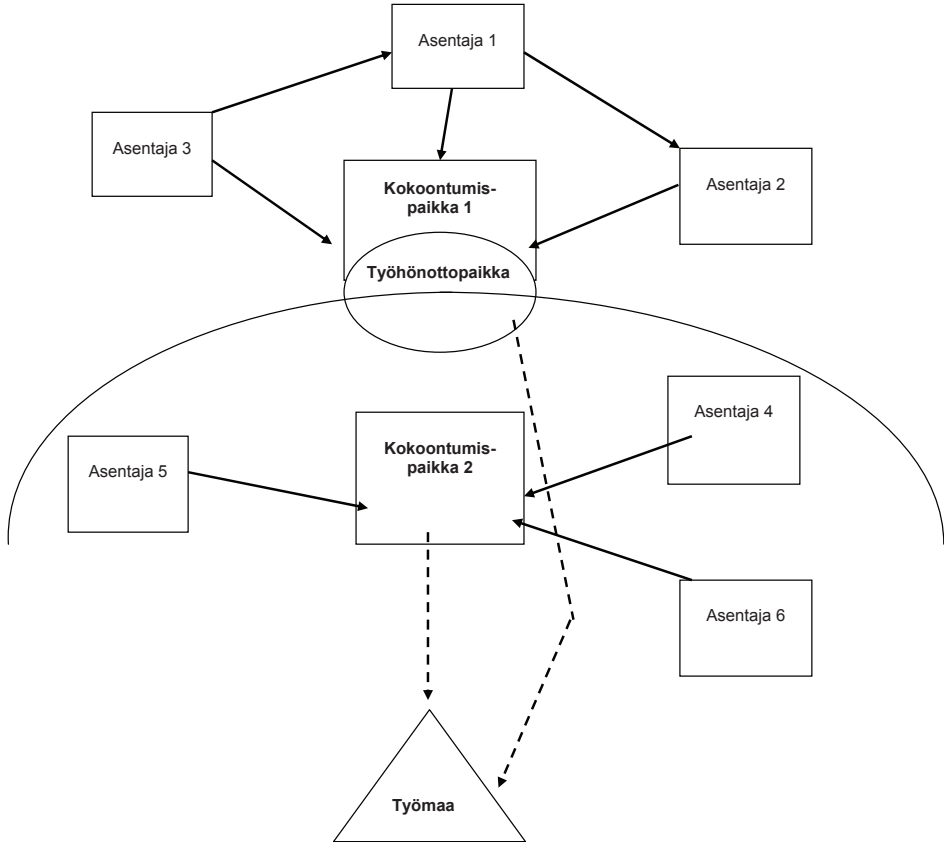 Asentaja 1
Asentaja 3
Asentaja 2
Kokoontumis-
paikka 1
Työhönottopaikka
Asentaja 4
Asentaja 5
Kokoontumis-
paikka 2
Asentaja 6
Työmaa